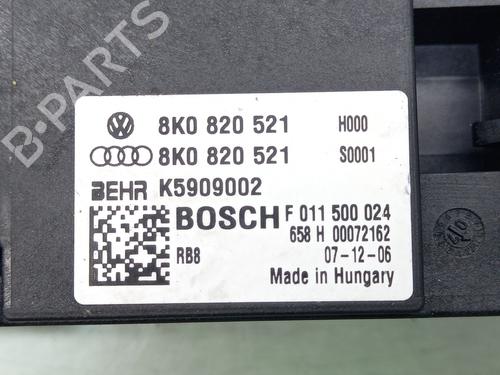 B-PARTS
8K0 820 521 H000
8K0 820 521 S0001
BEHR K5909002
BOSCH F 011 500 024
658 H 00072162
RB8 07-12-06
Made in Hungary